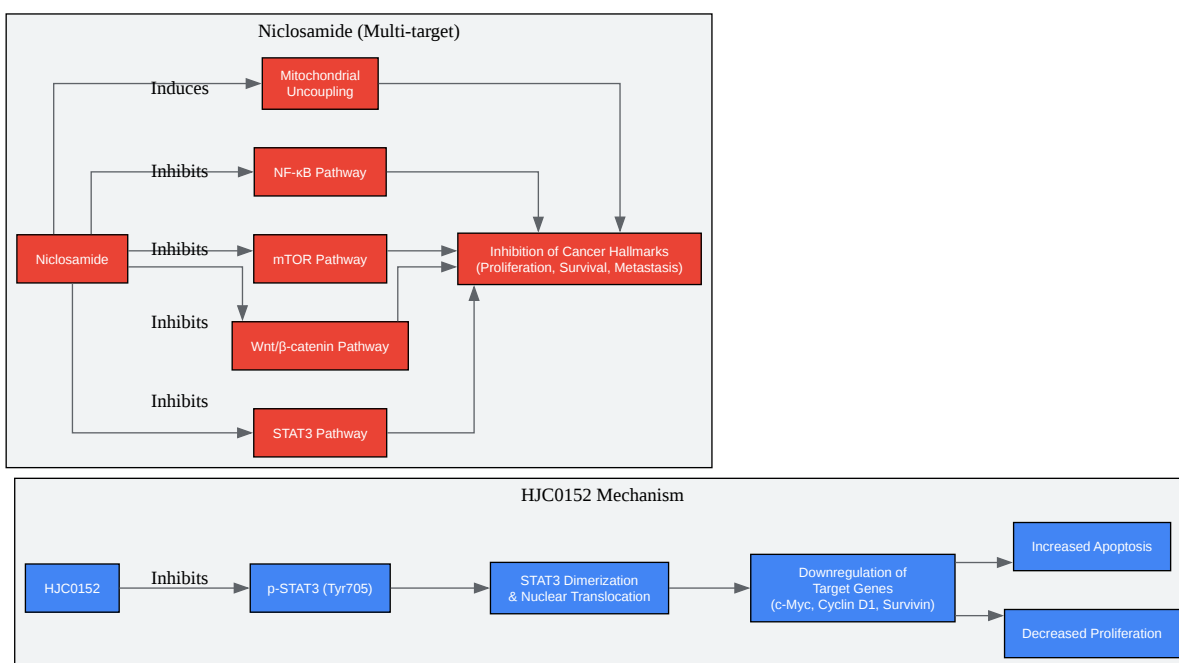 Niclosamide (Multi-target)
Induces
Mitochondrial
Uncoupling
Inhibits
NF-κB Pathway
Niclosamide
Inhibits
mTOR Pathway
Inhibition of Cancer Hallmarks
(Proliferation, Survival, Metastasis)
Inhibits
Wnt/β-catenin Pathway
Inhibits
STAT3 Pathway
HJC0152 Mechanism
HJC0152
Inhibits
p-STAT3 (Tyr705)
STAT3 Dimerization
& Nuclear Translocation
Downregulation of
Target Genes
(c-Myc, Cyclin D1, Survivin)
Increased Apoptosis
Decreased Proliferation